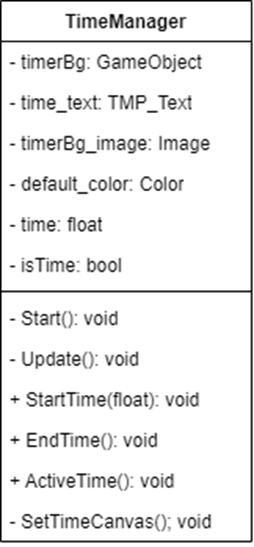 TimeManager
- timerBg: GameObject
- time_text: TMP_Text
- timerBg_image: Image
- default_color: Color
- time: float
- isTime: bool
- Start(): void
- Update(): void
+ StartTime(float): void
+ EndTime(): void
+ ActiveTime(): void
- SetTimeCanvas(); void